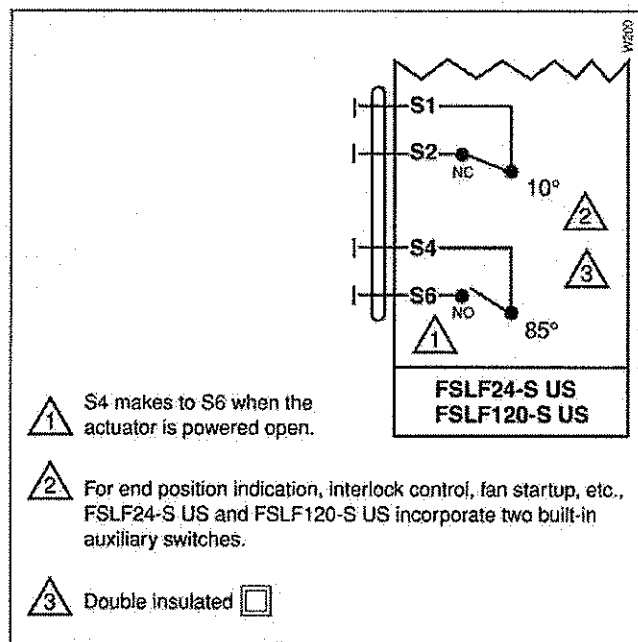 W200
S1
S2
NC
10°
2
S4
3
S6
NO
1
85°
FSLF24-S US
FSLF120-S US
1 S4 makes to S6 when the
actuator is powered open.
2 For end position indication, interlock control, fan startup, etc.,
FSLF24-S US and FSLF120-S US incorporate two built-in
auxiliary switches.
3 Double insulated